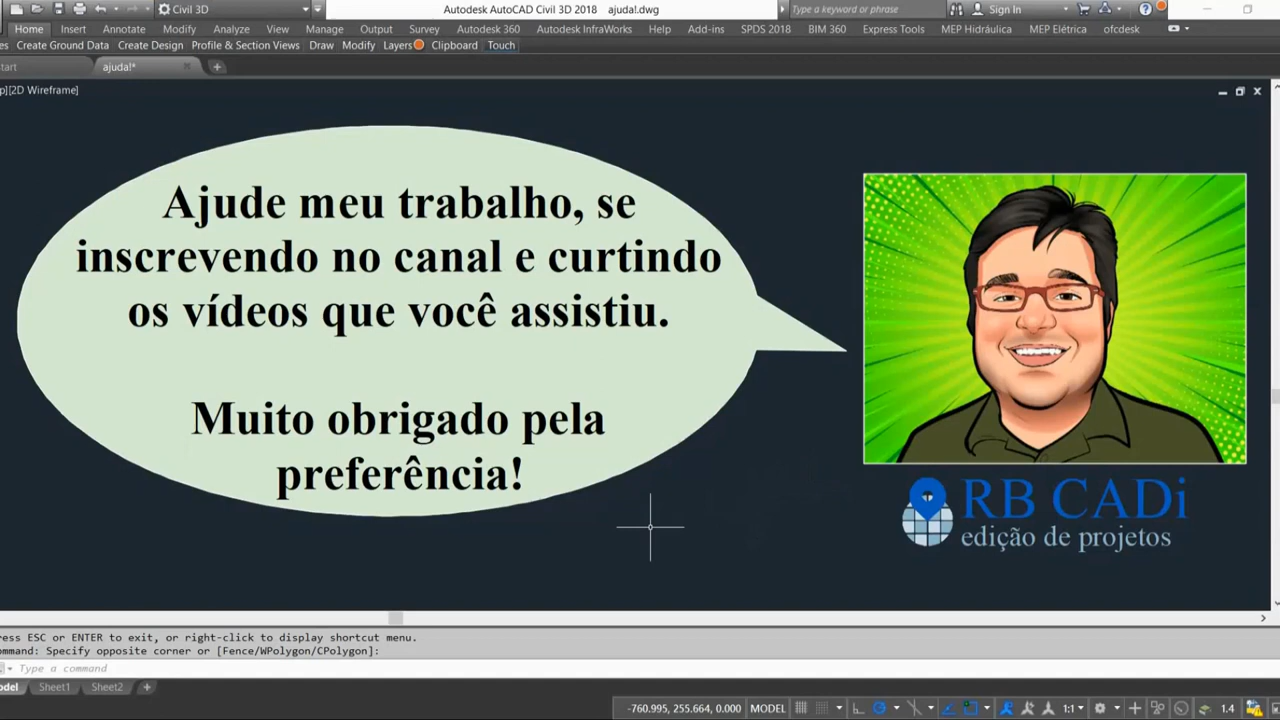 Civil 3D
Autodesk AutoCAD Civil 3D 2018 ajuda!.dwg
Type a keyword or phrase
Sign In
Home Insert Annotate Modify Analyze View Manage Output Survey Autodesk 360 Autodesk InfraWorks Help Add-ins SPDS 2018 BIM 360 Express Tools MEP Hidráulica MEP Elétrica ofcdesk
Create Ground Data Create Design Profile & Section Views Draw Modify Layers Clipboard Touch
ajuda!*
[2D Wireframe]
Ajude meu trabalho, se
inscrevendo no canal e curtindo
os vídeos que você assistiu.
Muito obrigado pela
preferência!
RB CADi
edição de projetos
ress ESC or ENTER to exit, or right-click to display shortcut menu.
ommand: Specify opposite corner or [Fence/WPolygon/CPolygon]:
Type a command
odel Sheet1 Sheet2
-760.995, 255.664, 0.000 MODEL 1:1 1.4